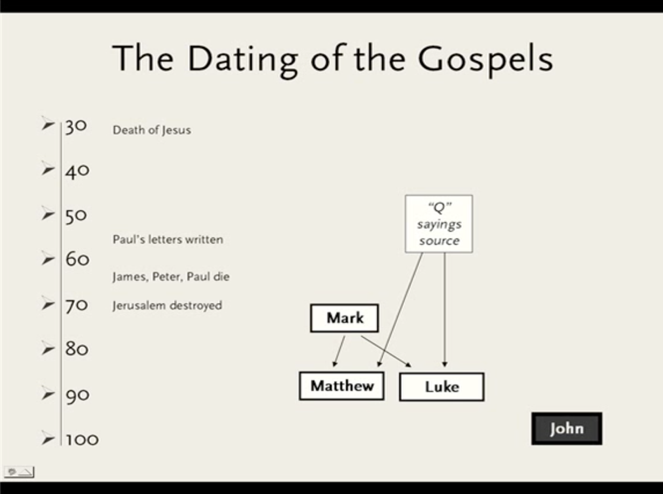 The Dating of the Gospels
30 Death of Jesus
40
50
Paul's letters written
60
James, Peter, Paul die
70 Jerusalem destroyed
80
90
100
"Q"
sayings
source
Mark
Matthew
Luke
John